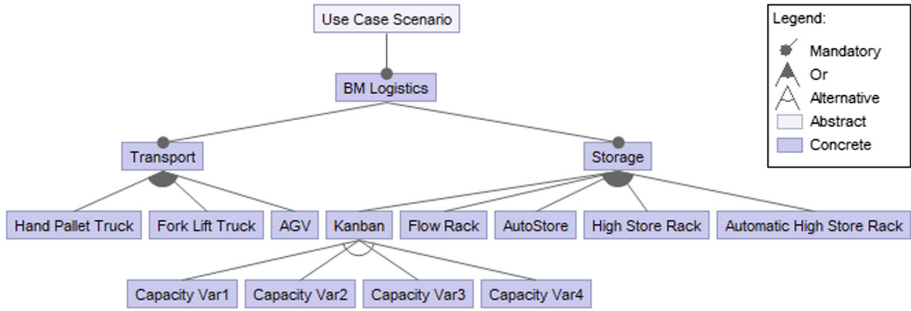 Use Case Scenario
BM Logistics
Transport
Storage
Hand Pallet Truck
Fork Lift Truck
AGV
Kanban
Flow Rack
AutoStore
High Store Rack
Automatic High Store Rack
Capacity Var1
Capacity Var2
Capacity Var3
Capacity Var4
Legend:
Mandatory
Or
Alternative
Abstract
Concrete